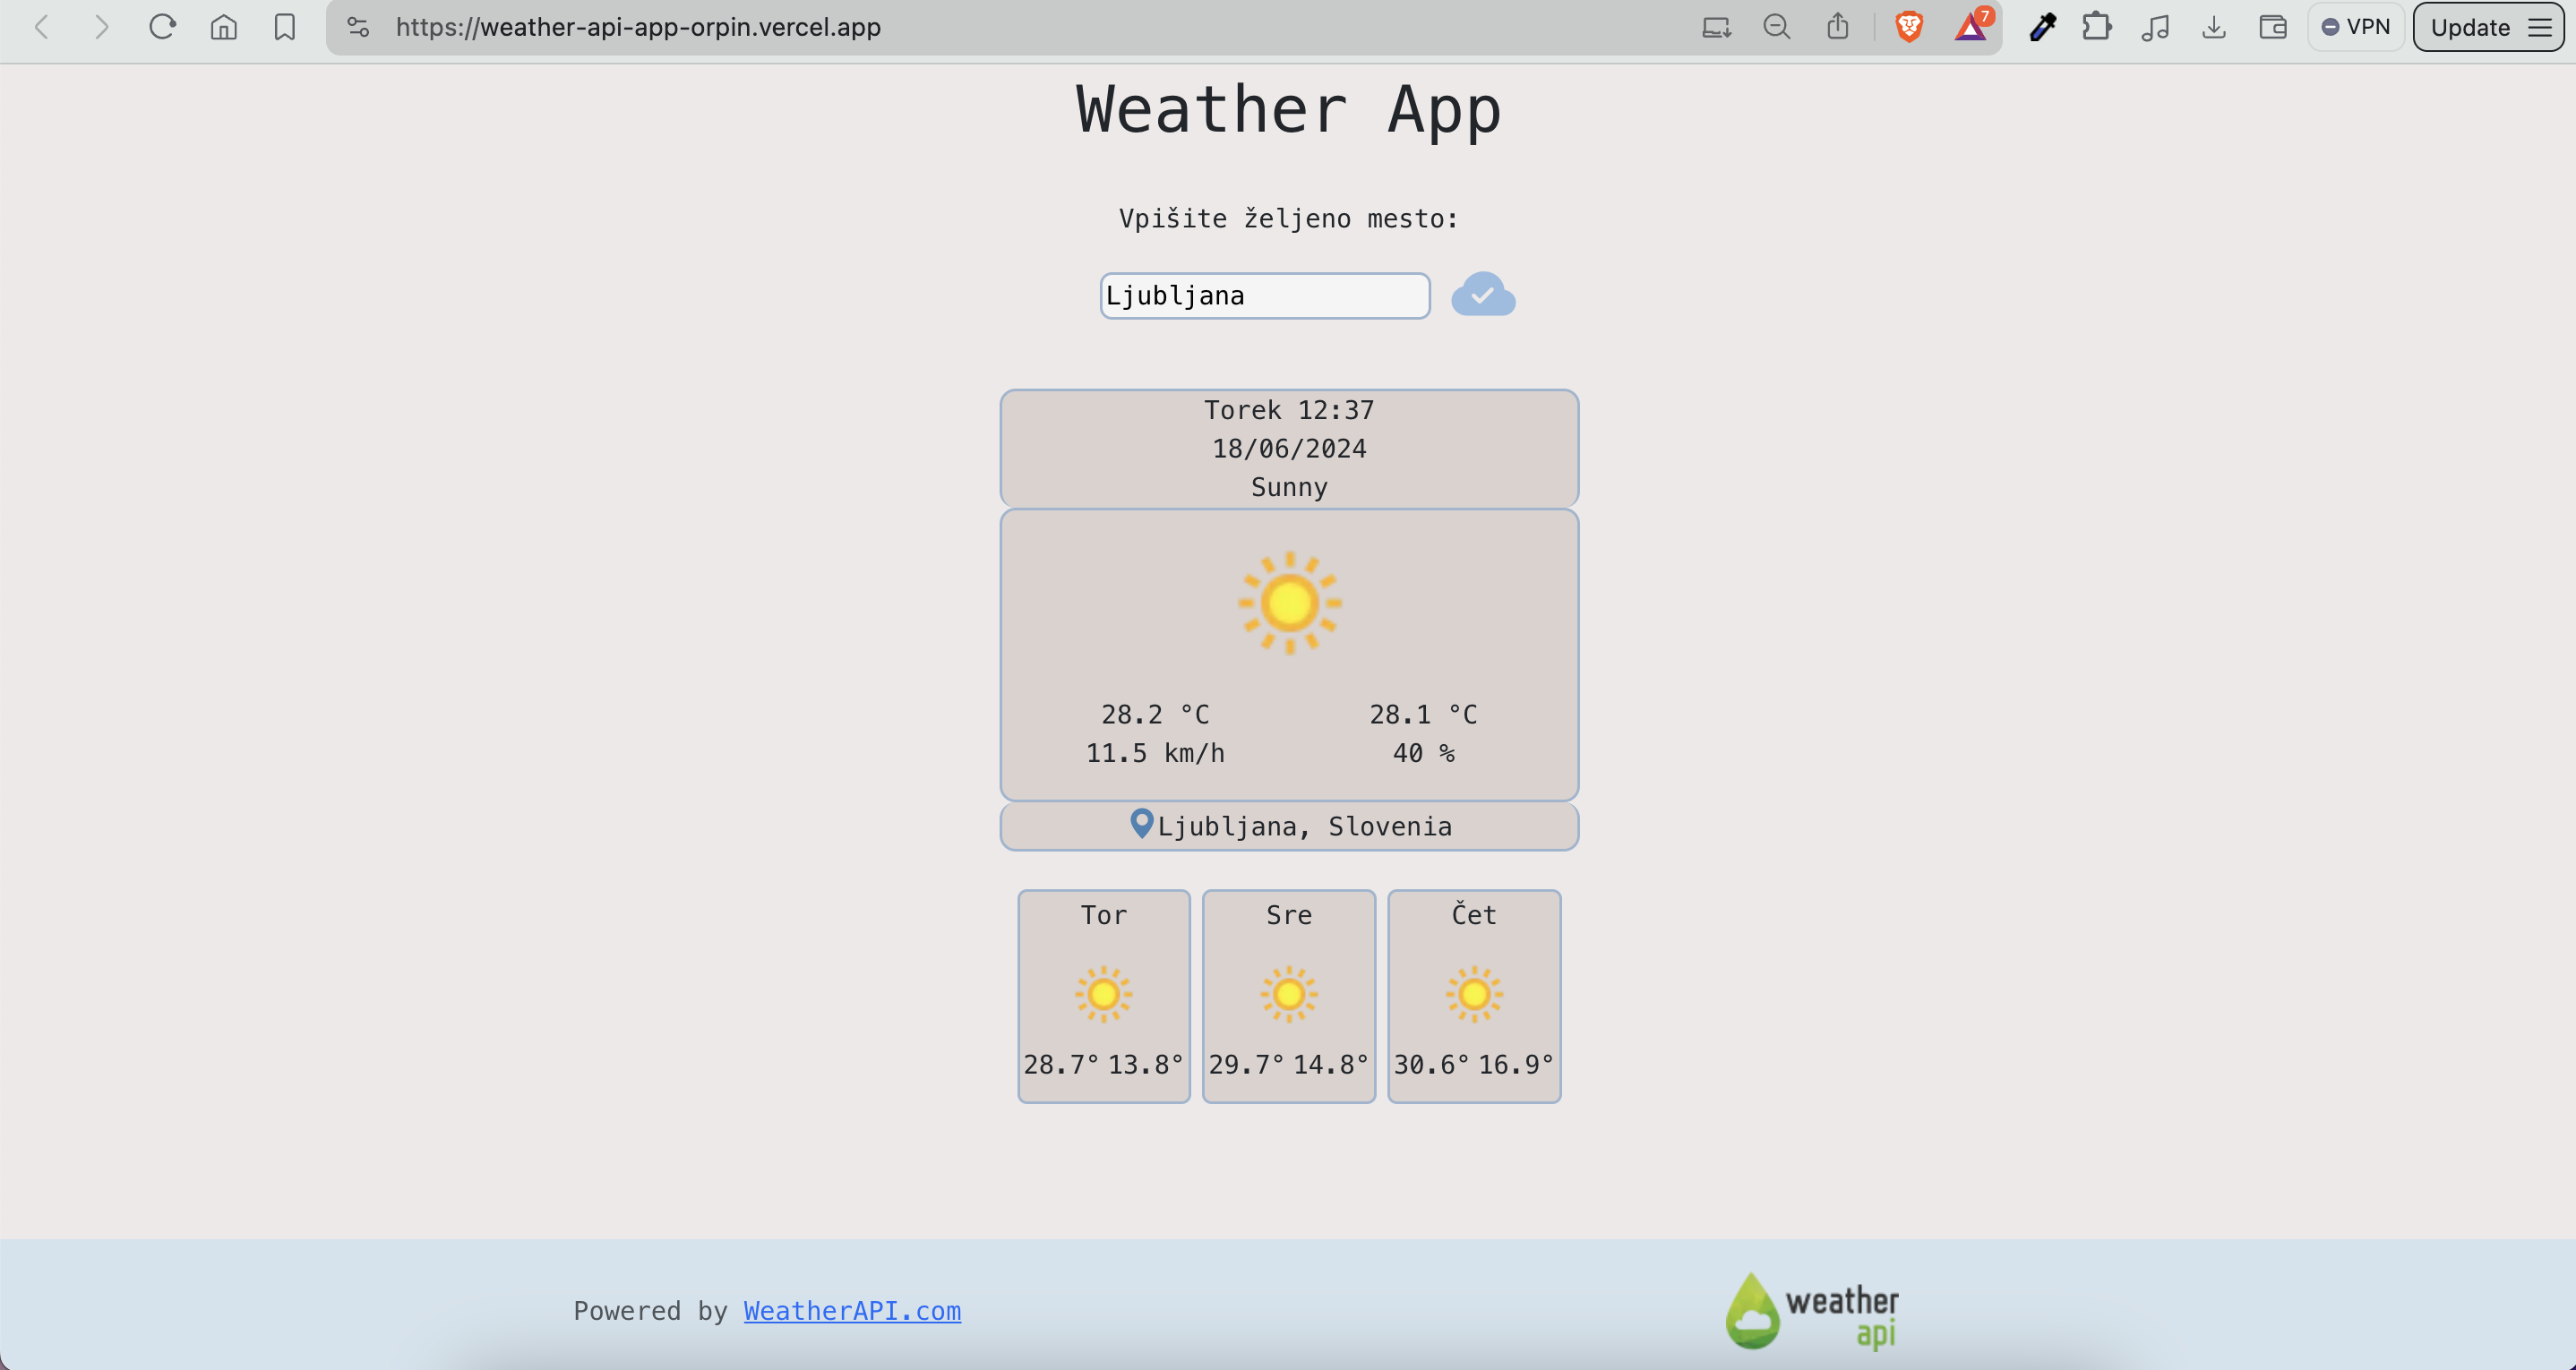 https://weather-api-app-orpin.vercel.app
7
VPN
Update
Weather App
Vpišite željeno mesto:
Ljubljana
Torek 12:37
18/06/2024
Sunny
28.2 °C 28.1 °C
11.5 km/h 40 %
Ljubljana, Slovenia
Tor Sre Čet
28.7° 13.8° 29.7° 14.8° 30.6° 16.9°
Powered by WeatherAPI.com
weather
api